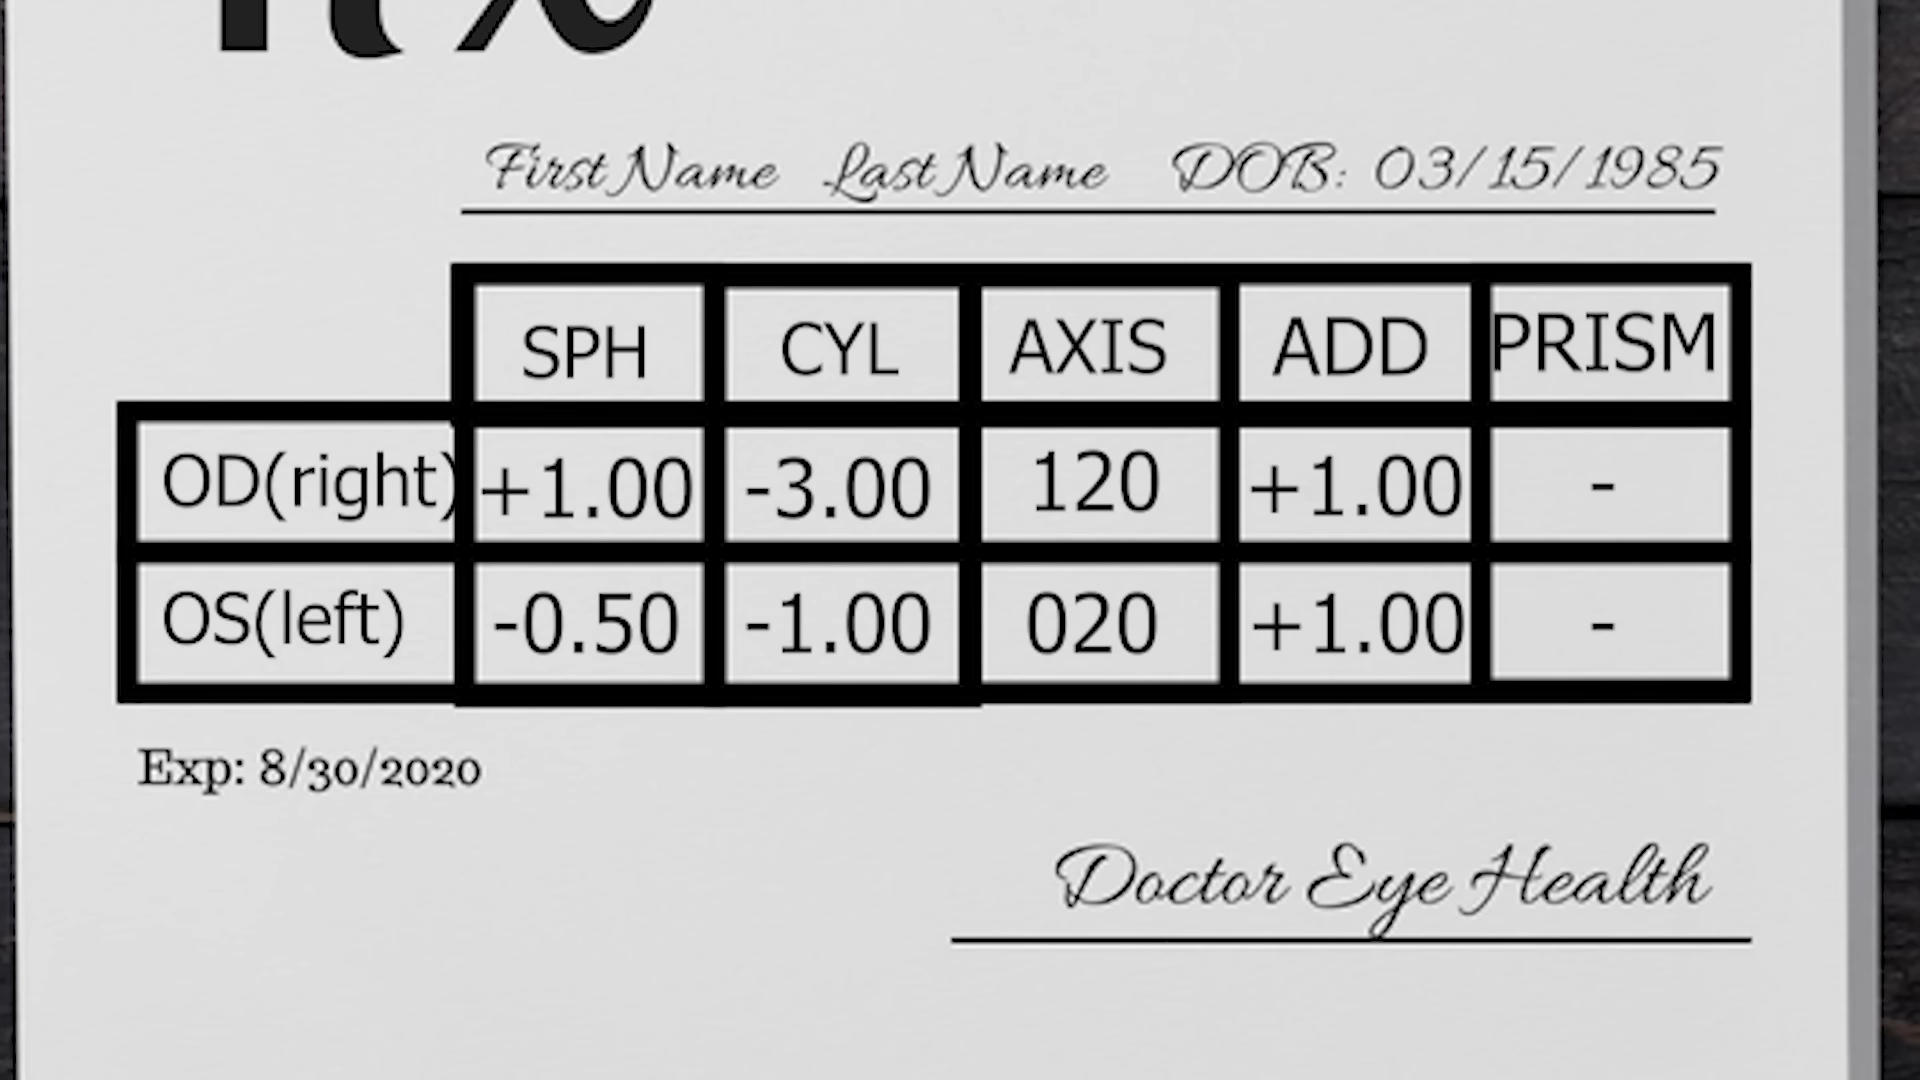 Rx
First Name Last Name DOB: 03/15/1985
SPH CYL AXIS ADD PRISM
OD(right) +1.00 -3.00 120 +1.00 -
OS(left) -0.50 -1.00 020 +1.00 -
Exp: 8/30/2020
Doctor Eye Health